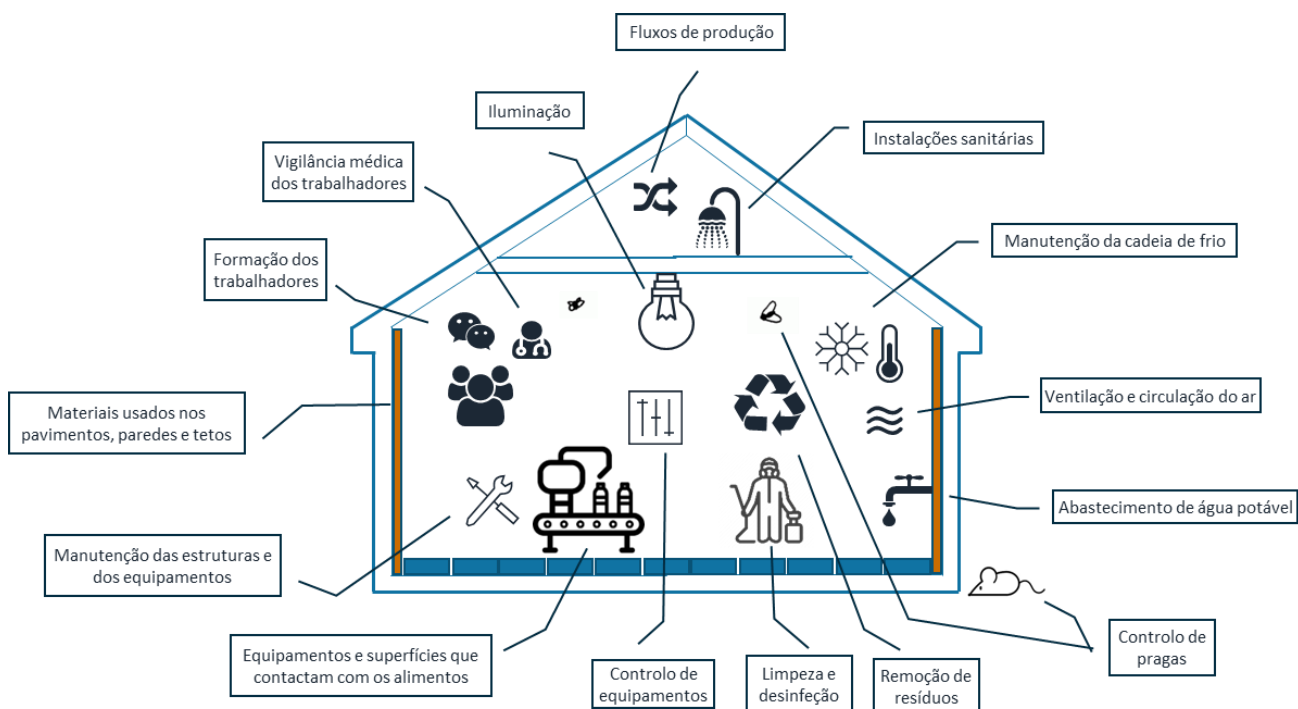 Fluxos de produção
Iluminação
Instalações sanitárias
Vigilância médica
dos trabalhadores
Manutenção da cadeia de frio
Formação dos
trabalhadores
Ventilação e circulação do ar
Materiais usados nos
pavimentos, paredes e tetos
Abastecimento de água potável
Manutenção das estruturas e
dos equipamentos
Controlo de
pragas
Equipamentos e superfícies que
contactam com os alimentos
Controlo de
equipamentos
Limpeza e
desinfeção
Remoção de
resíduos